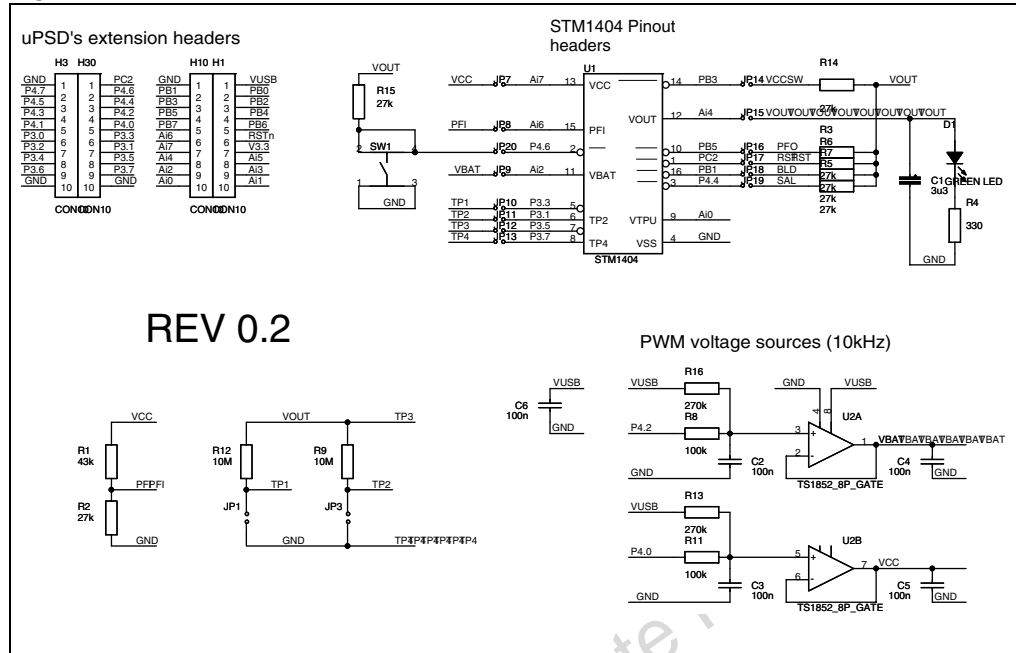 uPSD's extension headers
STM1404 Pinout
headers
H3 H30 H10 H1
GND 1 1 PC2 GND 1 1 VUSB
P4.7 2 2 P4.6 PB1 2 2 PB0
P4.5 3 3 P4.4 PB3 3 3 PB2
P4.3 4 4 P4.2 PB5 4 4 PB4
P4.1 5 5 P4.0 PB7 5 5 PB6
P3.0 6 6 P3.3 Ai6 6 6 RSTn
P3.2 7 7 P3.1 Ai7 7 7 V3.3
P3.4 8 8 P3.5 Ai4 8 8 Ai5
P3.6 9 9 P3.7 Ai2 9 9 Ai3
GND 10 10 GND Ai0 10 10 Ai1
VOUT
R15
27k
2 SW1
1 3
GND
U1
VCC JP7 Ai7 13 VCC 14 PB3 JP14 VCCSW R14 27k VOUT
VOUT 12 Ai4 JP15 VOUT
PFI JP8 Ai6 15 PFI
JP20 P4.6 2
VBAT JP9 Ai2 11 VBAT
10 PB5 JP16 PFO R3
1 PC2 JP17 RST R6
16 PB1 JP18 BLD R7
3 P4.4 JP19 SAL R5
27k
27k
27k
27k
TP1 JP10 P3.3 5
TP2 JP11 P3.1 6 TP2 VTPU 9 Ai0
TP3 JP12 P3.5 7
TP4 JP13 P3.7 8 TP4 VSS 4 GND
STM1404
D1
GREEN LED
C1
3u3
R4
330
GND
REV 0.2
VCC
R1
43k
PFI
R2
27k
GND
VOUT TP3
R12
10M
R9
10M
TP1 TP2
JP1 JP3
GND TP4
PWM voltage sources (10kHz)
C6
100n
VUSB
GND
VUSB R16 270k
P4.2 R8 100k
GND C2 100n
GND VUSB
4 8
U2A
3 +
2 -
1 VBAT
TS1852_8P_GATE
C4
100n
GND
VUSB R13 270k
P4.0 R11 100k
GND C3 100n
U2B
5 +
6 -
7 VCC
TS1852_8P_GATE
C5
100n
GND